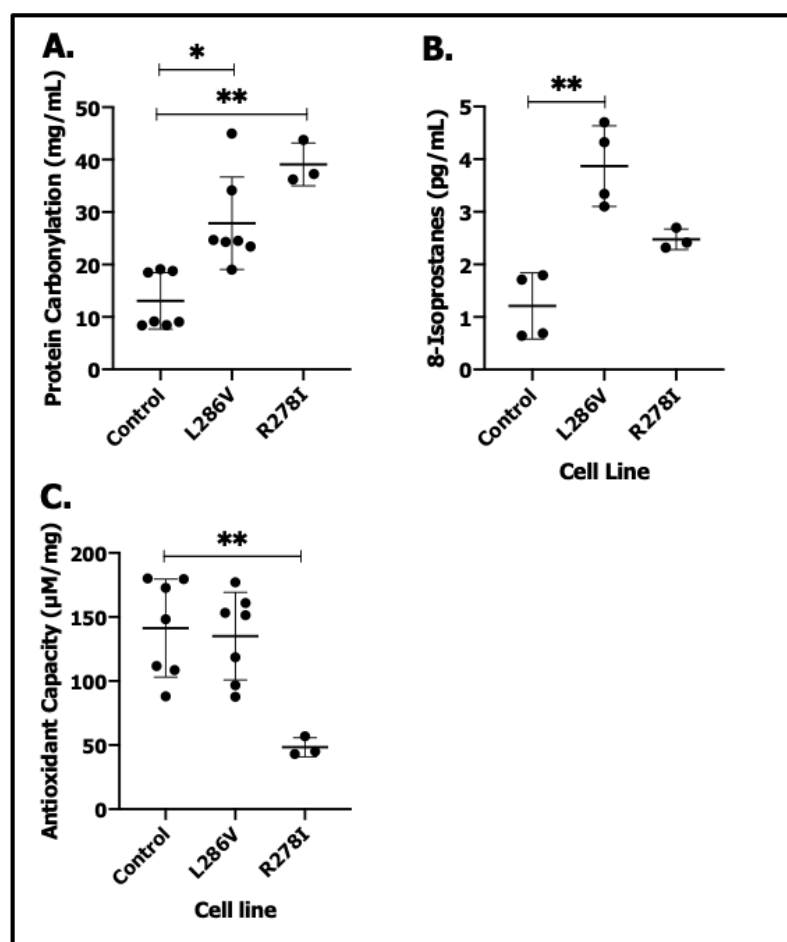 A.
*
**
Protein Carbonylation (mg/mL)
50
40
30
20
10
0
Control
L286V
R278I
B.
**
8-Isoprostanes (pg/mL)
5
4
3
2
1
0
Control
L286V
R278I
Cell Line
C.
**
Antioxidant Capacity (µM/mg)
200
150
100
50
0
Control
L286V
R278I
Cell line